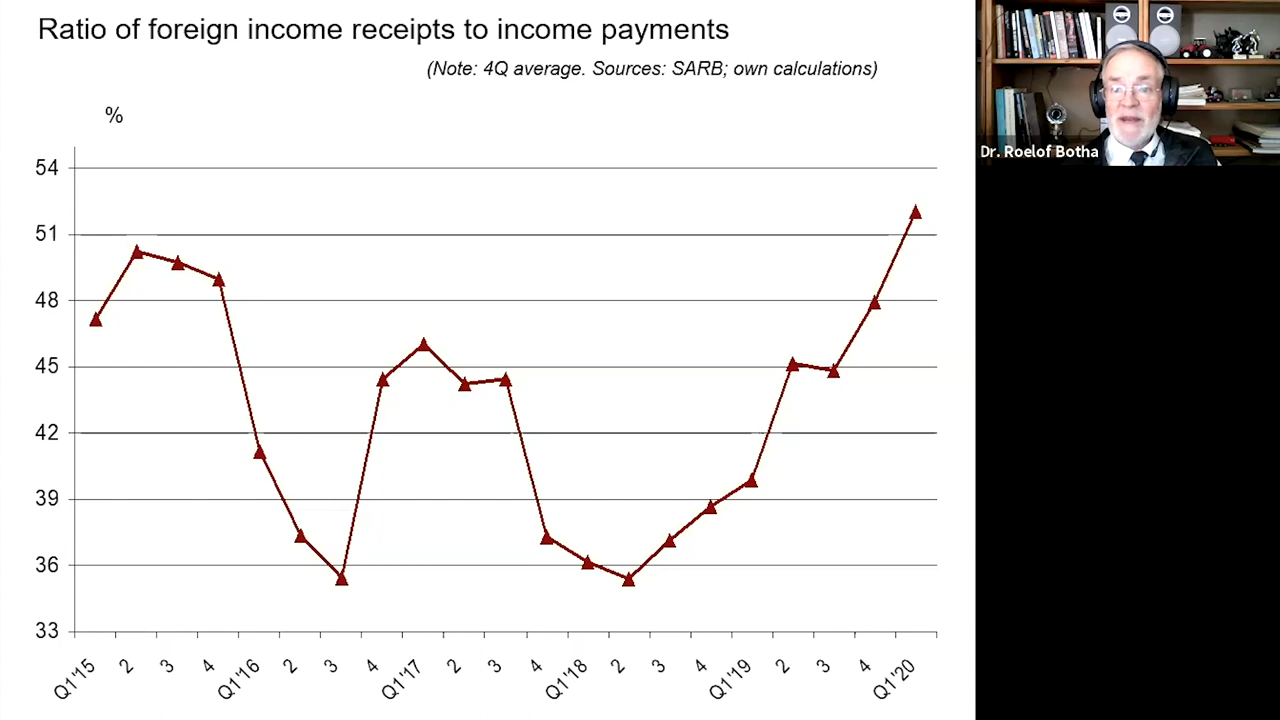 Ratio of foreign income receipts to income payments
(Note: 4Q average. Sources: SARB; own calculations)
%
54
51
48
45
42
39
36
33
Q1'15 2 3 4 Q1'16 2 3 4 Q1'17 2 3 4 Q1'18 2 3 4 Q1'19 2 3 4 Q1'20
Dr. Roelof Botha